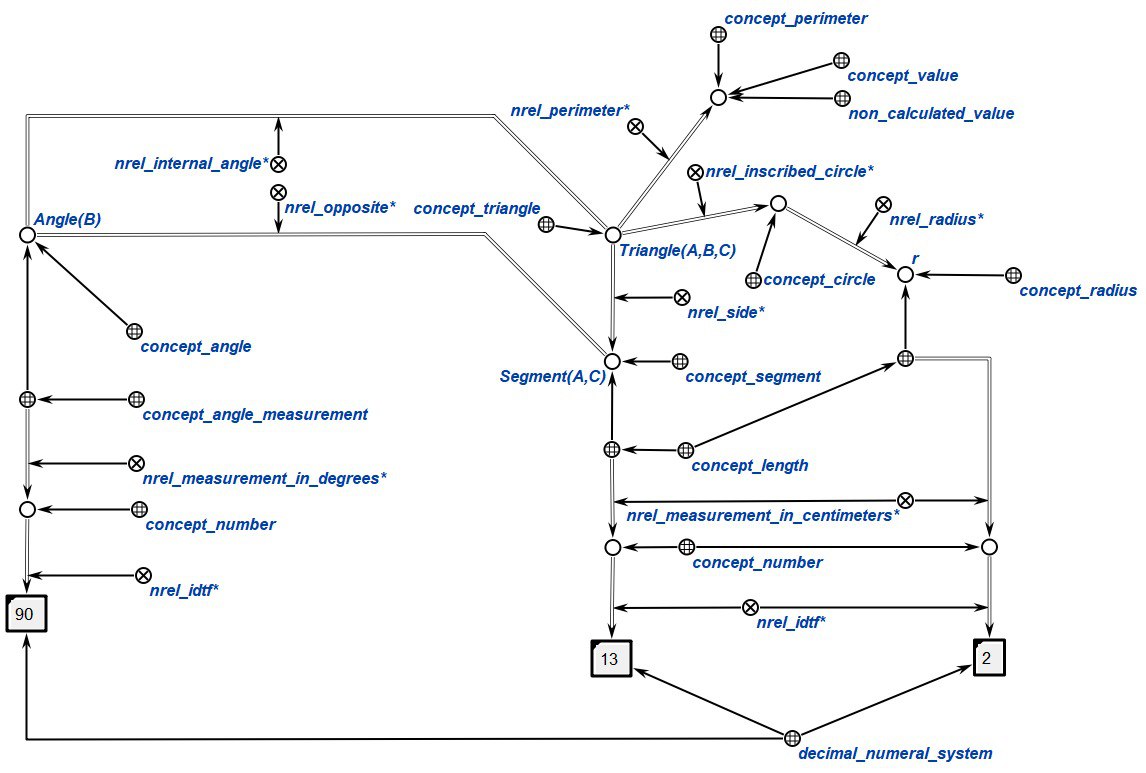 concept_perimeter
concept_value
nrel_perimeter*
non_calculated_value
nrel_internal_angle*
nrel_inscribed_circle*
nrel_opposite*
concept_triangle
Angle(B)
nrel_radius*
Triangle(A,B,C)
r
concept_circle
concept_radius
nrel_side*
concept_angle
Segment(A,C)
concept_segment
concept_angle_measurement
concept_length
nrel_measurement_in_degrees*
nrel_measurement_in_centimeters*
concept_number
concept_number
nrel_idtf*
90
nrel_idtf*
13
2
decimal_numeral_system